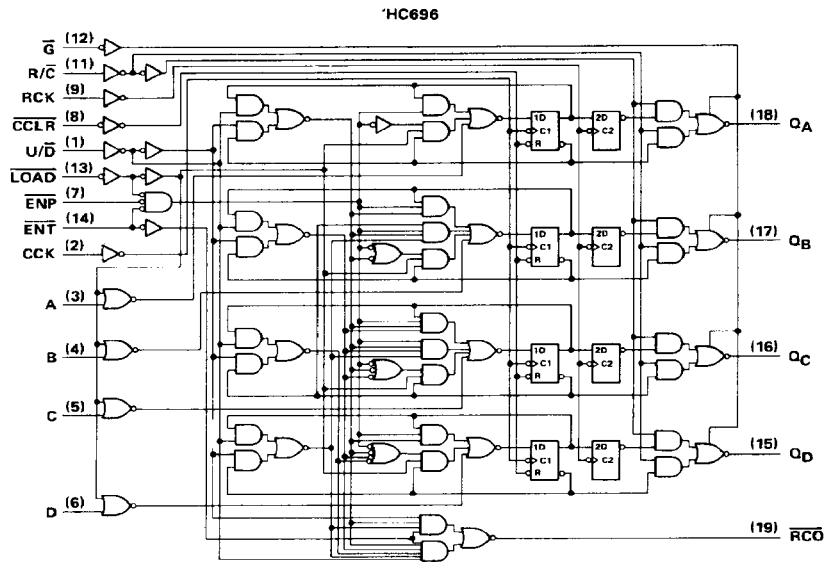 'HC696
G (12)
R/C (11)
RCK (9)
CCLR (8)
U/D (1)
LOAD (13)
ENP (7)
ENT (14)
CCK (2)
A (3)
B (4)
C (5)
D (6)
1D 2D
C1 C2
R
(18) QA
1D 2D
C1 C2
R
(17) QB
1D 2D
C1 C2
R
(16) QC
1D 2D
C1 C2
R
(15) QD
(19) RCO